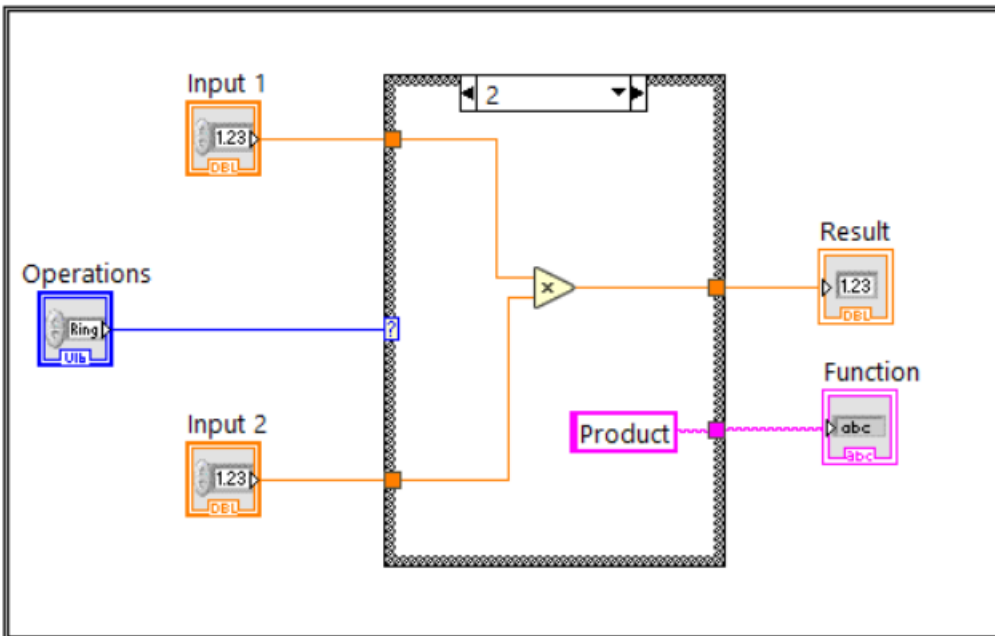 Input 1
1.23
DBL
2
Operations
Ring
U16
?
×
Result
1.23
DBL
Input 2
1.23
DBL
Product
Function
abc
abc